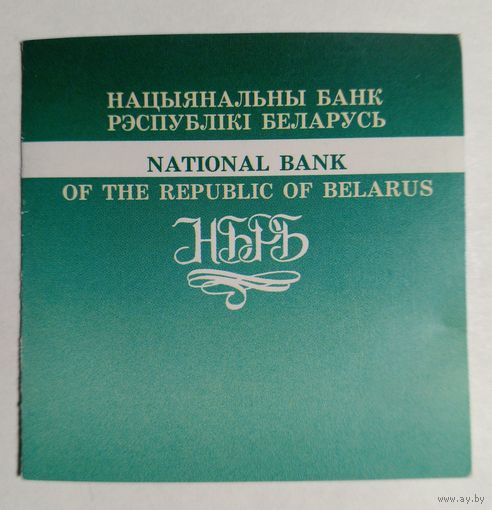 НАЦЫЯНАЛЬНЫ БАНК
РЭСПУБЛІКІ БЕЛАРУСЬ
NATIONAL BANK
OF THE REPUBLIC OF BELARUS
НБРБ
www.ay.by